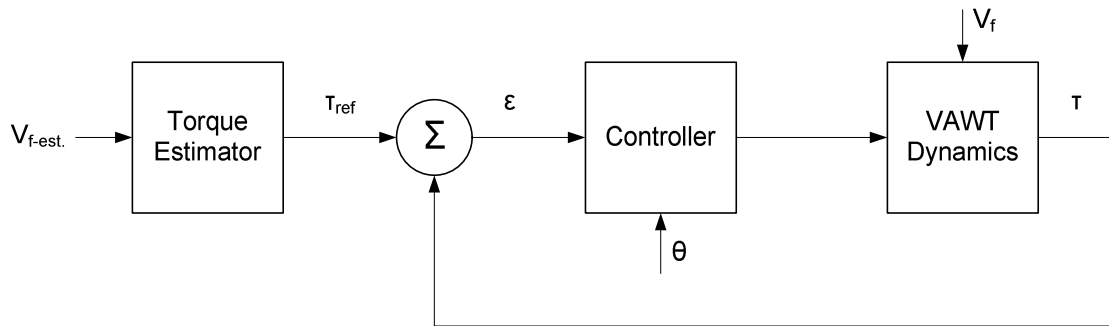 V_f
τ_ref
ε
τ
V_f-est.
Torque
Estimator
Σ
Controller
VAWT
Dynamics
θ